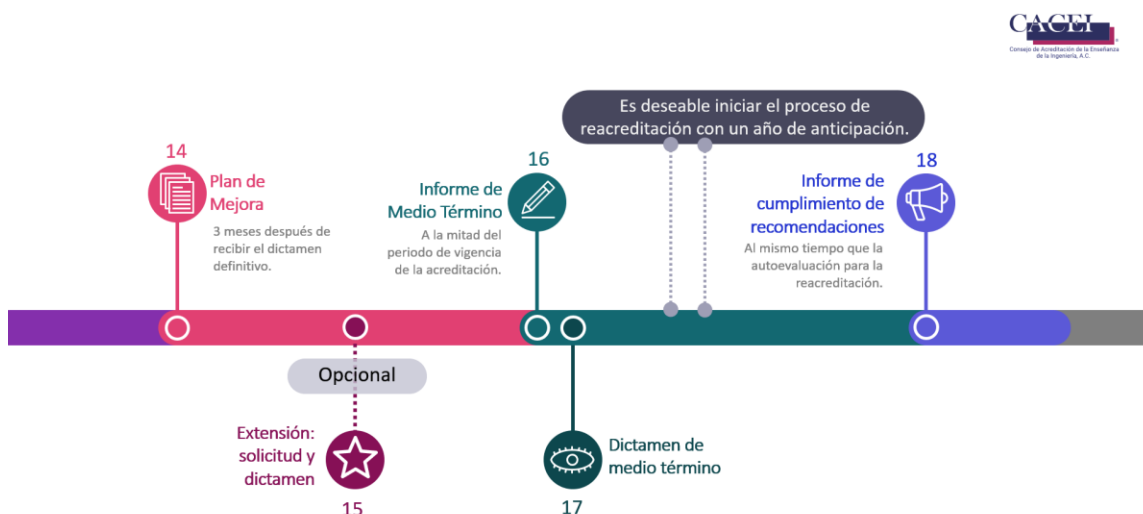 CACEI
Consejo de Acreditación de la Enseñanza
de la Ingeniería, A.C.
Es deseable iniciar el proceso de
reacreditación con un año de anticipación.
14
Plan de
Mejora
3 meses después de
recibir el dictamen
definitivo.
16
Informe de
Medio Término
A la mitad del
periodo de vigencia
de la acreditación.
18
Informe de
cumplimiento de
recomendaciones
Al mismo tiempo que la
autoevaluación para la
reacreditación.
Opcional
Extensión:
solicitud y
dictamen
15
Dictamen de
medio término
17